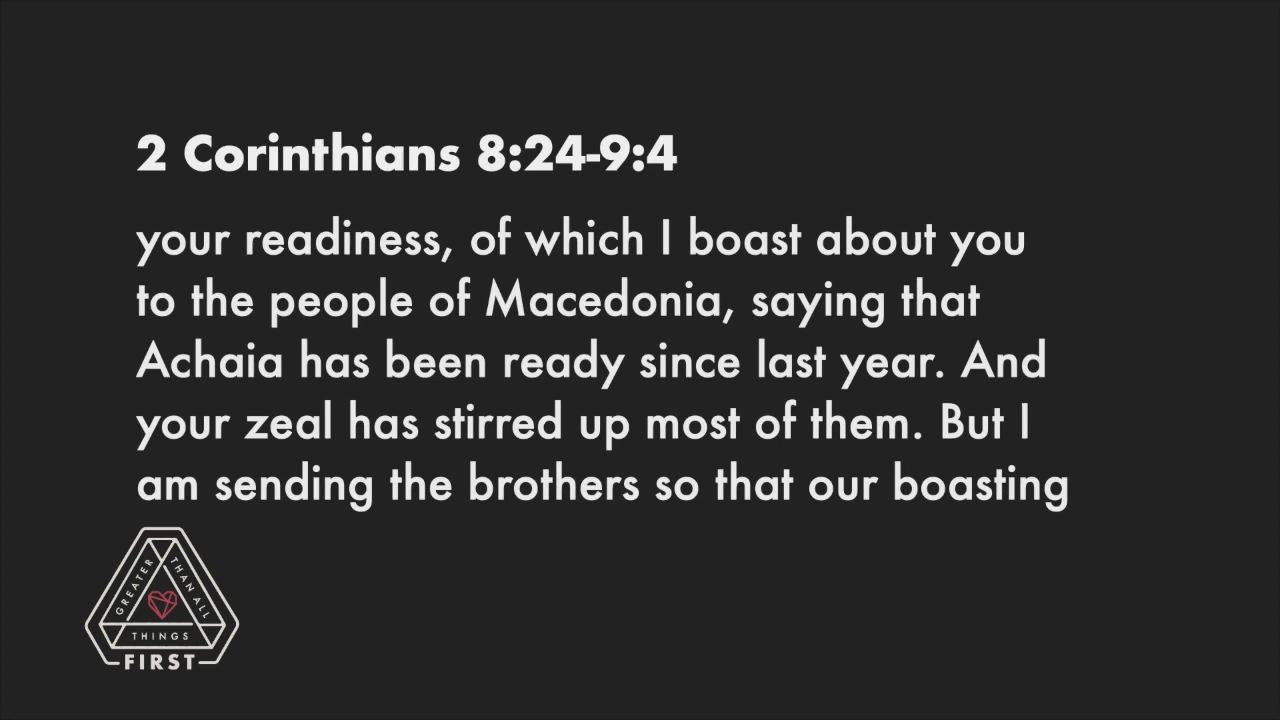 2 Corinthians 8:24-9:4
your readiness, of which I boast about you
to the people of Macedonia, saying that
Achaia has been ready since last year. And
your zeal has stirred up most of them. But I
am sending the brothers so that our boasting
GREATER
THAN ALL
THINGS
FIRST